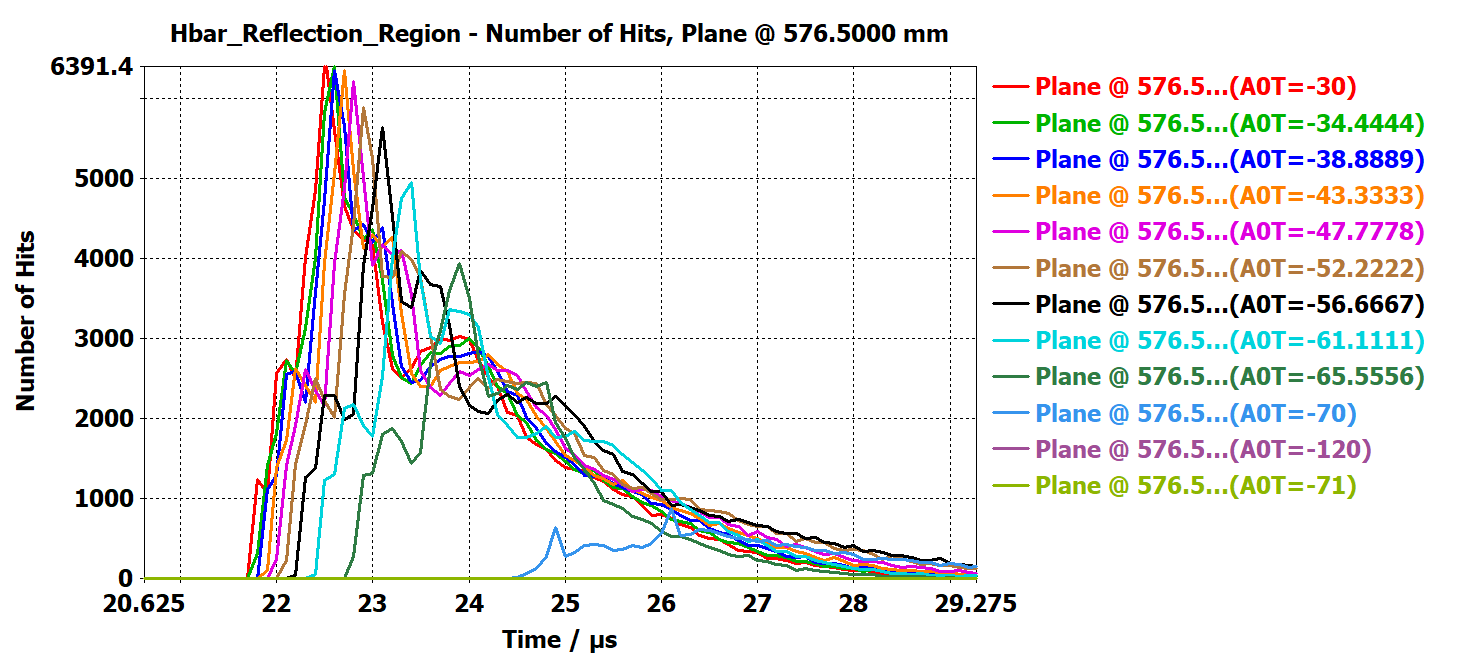 Hbar_Reflection_Region - Number of Hits, Plane @ 576.5000 mm
6391.4
5000
4000
3000
2000
1000
0
Number of Hits
20.625
22
23
24
25
26
27
28
29.275
Time / µs
Plane @ 576.5...(A0T=-30)
Plane @ 576.5...(A0T=-34.4444)
Plane @ 576.5...(A0T=-38.8889)
Plane @ 576.5...(A0T=-43.3333)
Plane @ 576.5...(A0T=-47.7778)
Plane @ 576.5...(A0T=-52.2222)
Plane @ 576.5...(A0T=-56.6667)
Plane @ 576.5...(A0T=-61.1111)
Plane @ 576.5...(A0T=-65.5556)
Plane @ 576.5...(A0T=-70)
Plane @ 576.5...(A0T=-120)
Plane @ 576.5...(A0T=-71)